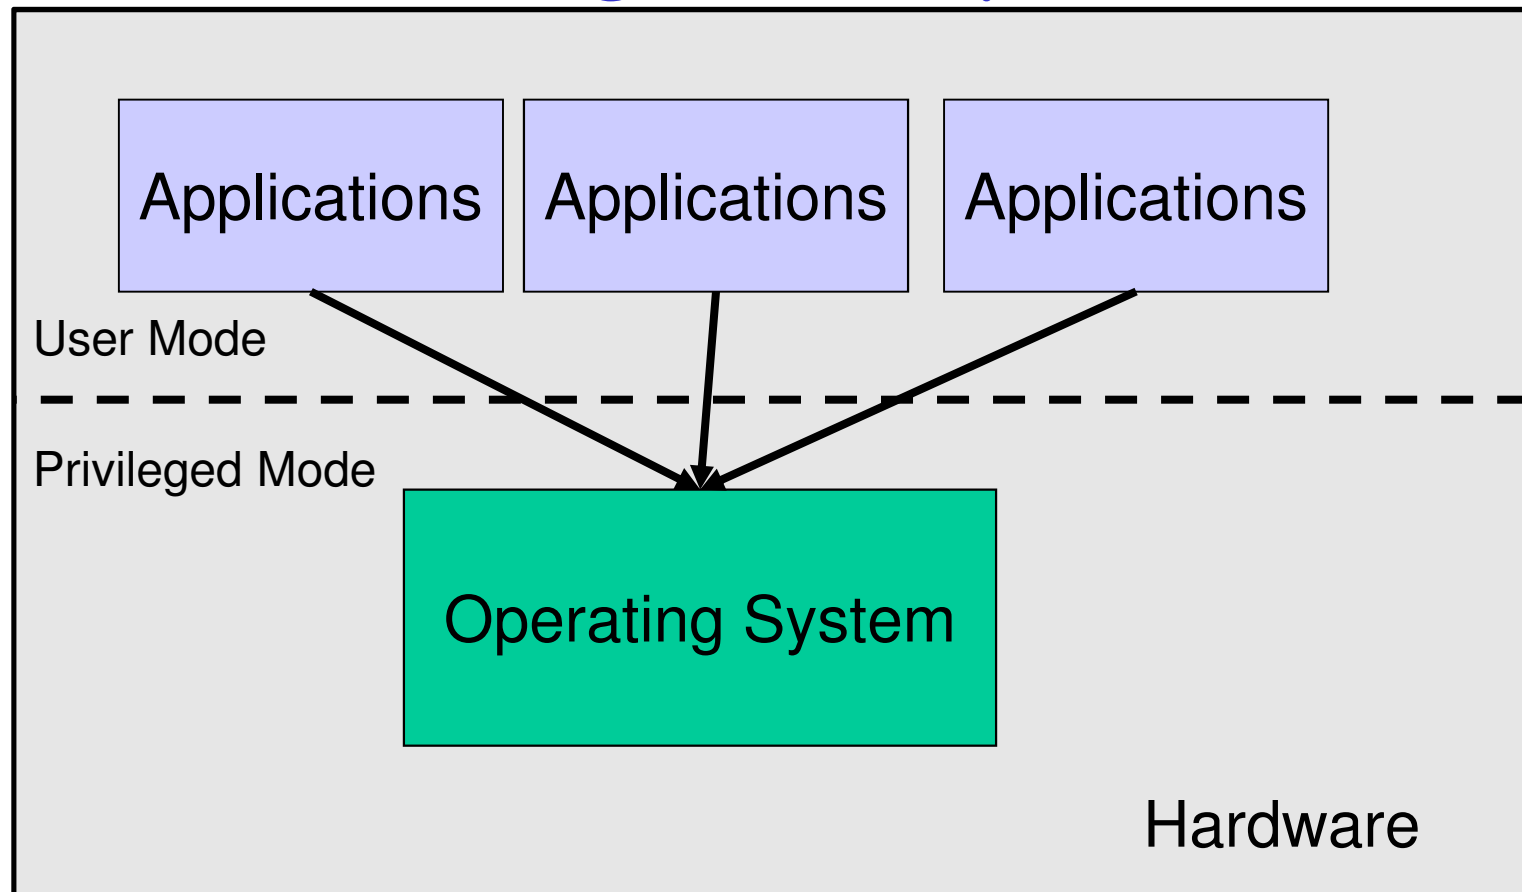 Applications Applications Applications
User Mode
Privileged Mode
Operating System
Hardware